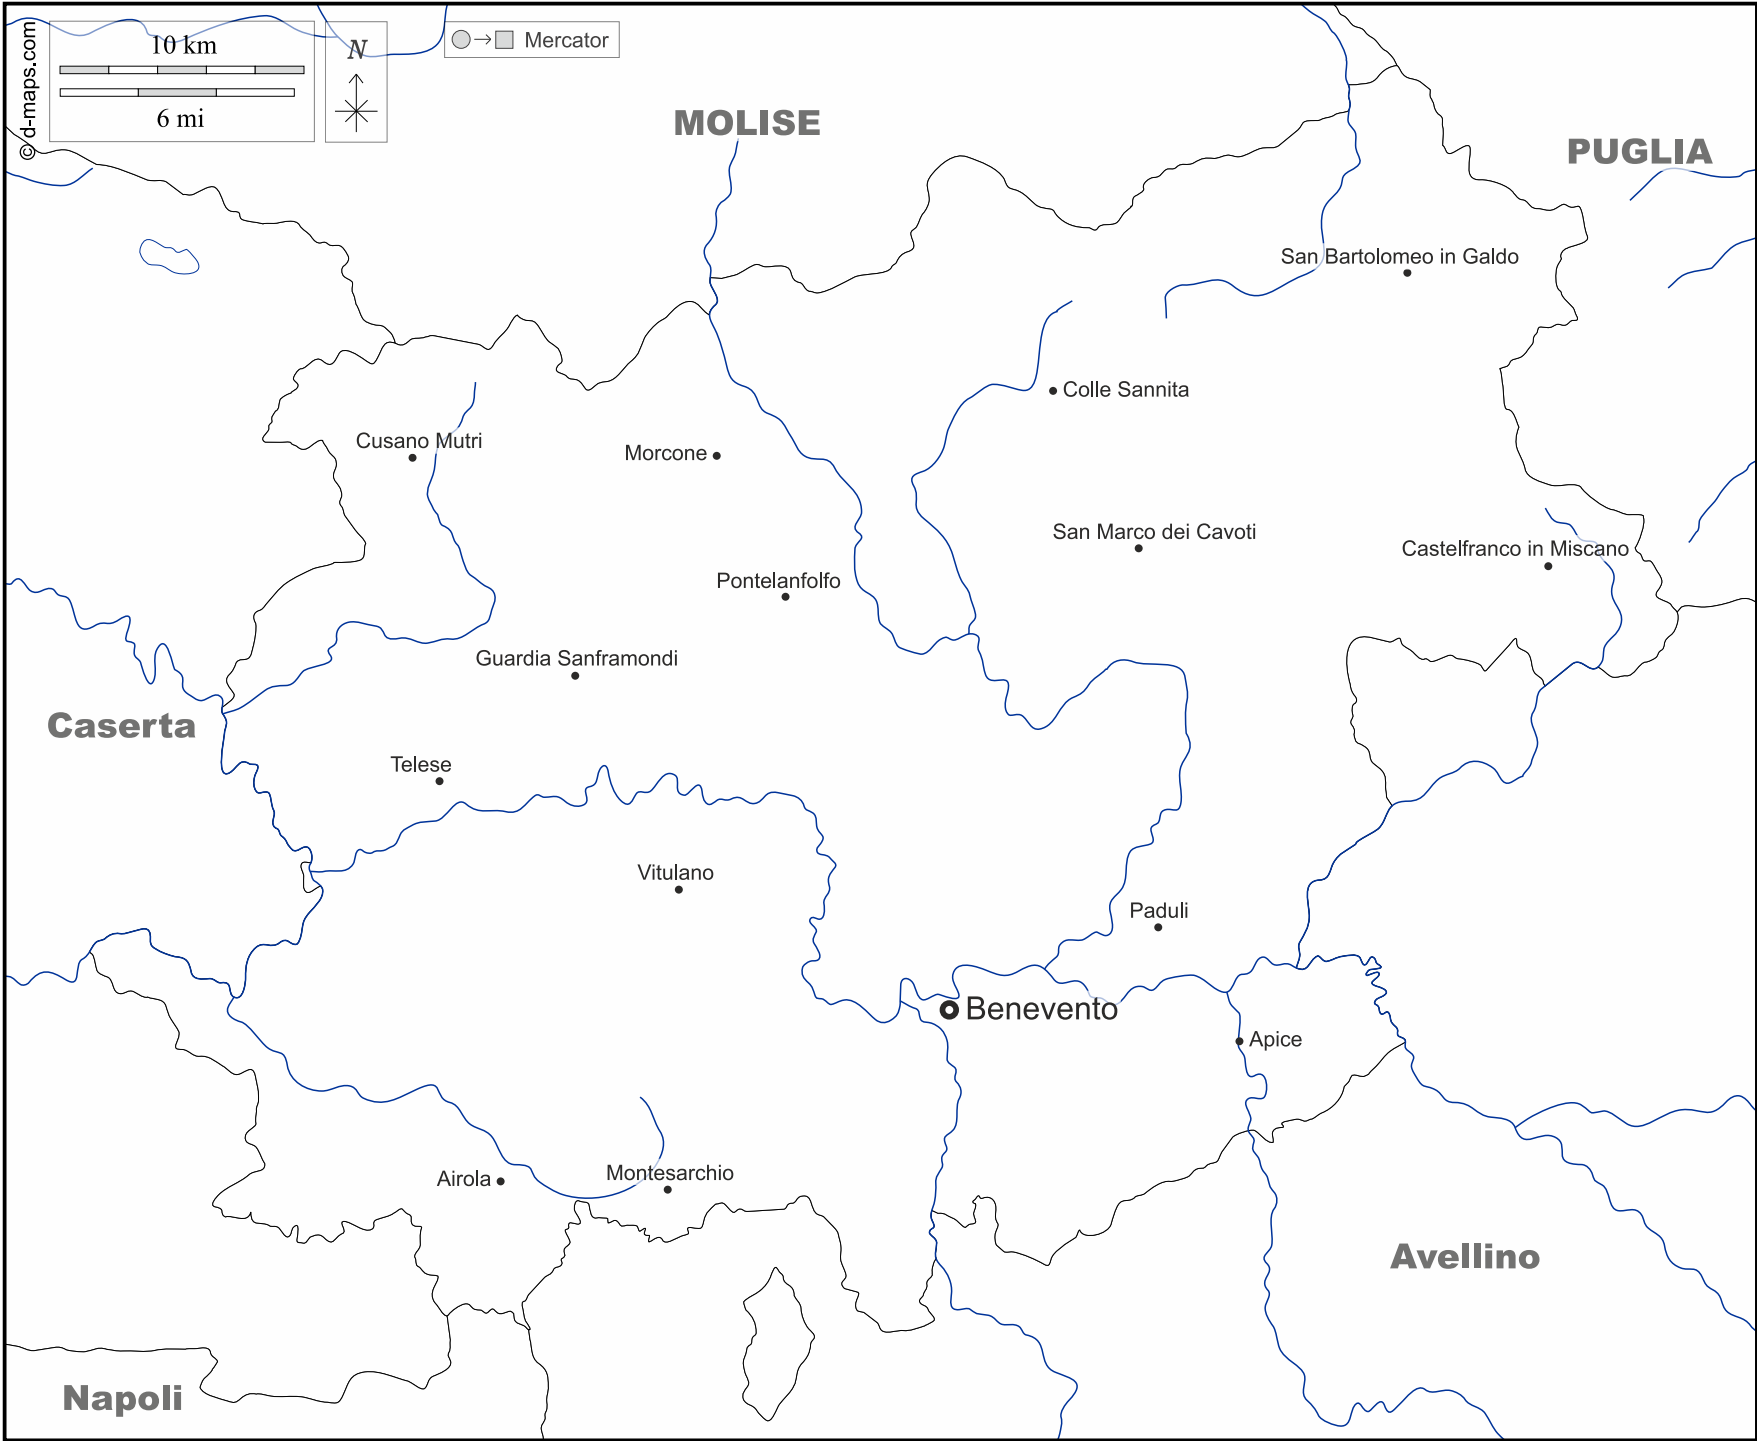 © d-maps.com
10 km
6 mi
N
Mercator
MOLISE
PUGLIA
San Bartolomeo in Galdo
Colle Sannita
Cusano Mutri
Morcone
San Marco dei Cavoti
Castelfranco in Miscano
Pontelanfolfo
Guardia Sanframondi
Caserta
Telese
Vitulano
Paduli
Benevento
Apice
Airola
Montesarchio
Avellino
Napoli